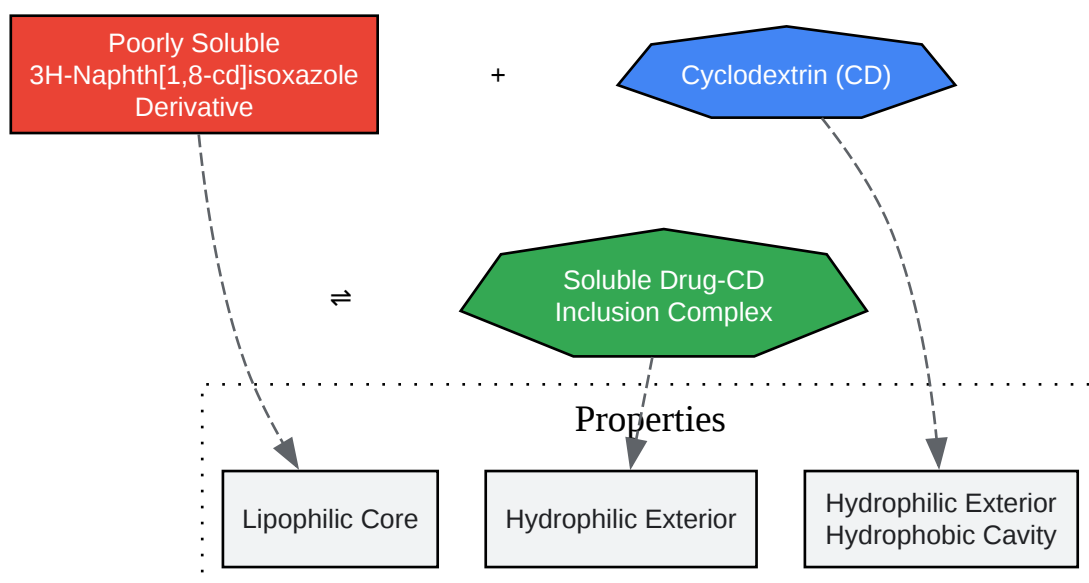 Poorly Soluble
3H-Naphth[1,8-cd]isoxazole
Derivative
+
Cyclodextrin (CD)
⇌
Soluble Drug-CD
Inclusion Complex
Properties
Lipophilic Core
Hydrophilic Exterior
Hydrophilic Exterior
Hydrophobic Cavity